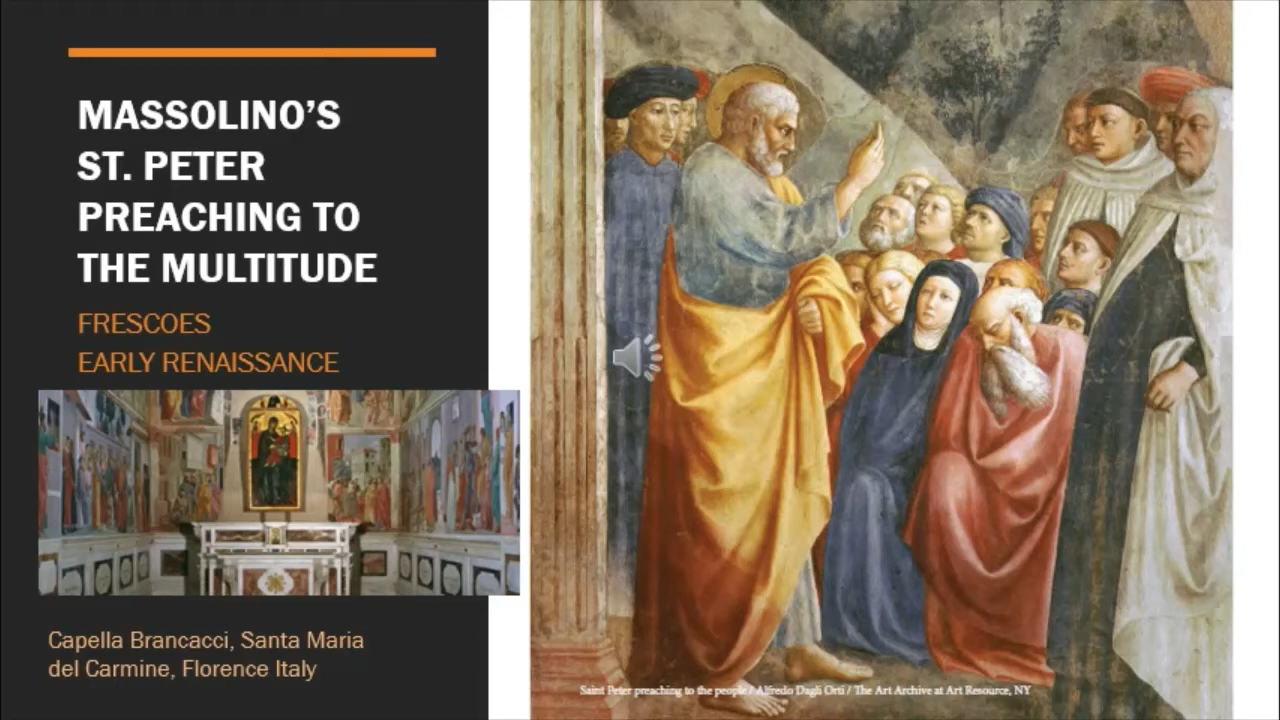 MASSOLINO’S
ST. PETER
PREACHING TO
THE MULTITUDE
FRESCOES
EARLY RENAISSANCE
Capella Brancacci, Santa Maria
del Carmine, Florence Italy
Saint Peter preaching to the people / Alfredo Dagli Orti / The Art Archive at Art Resource, NY